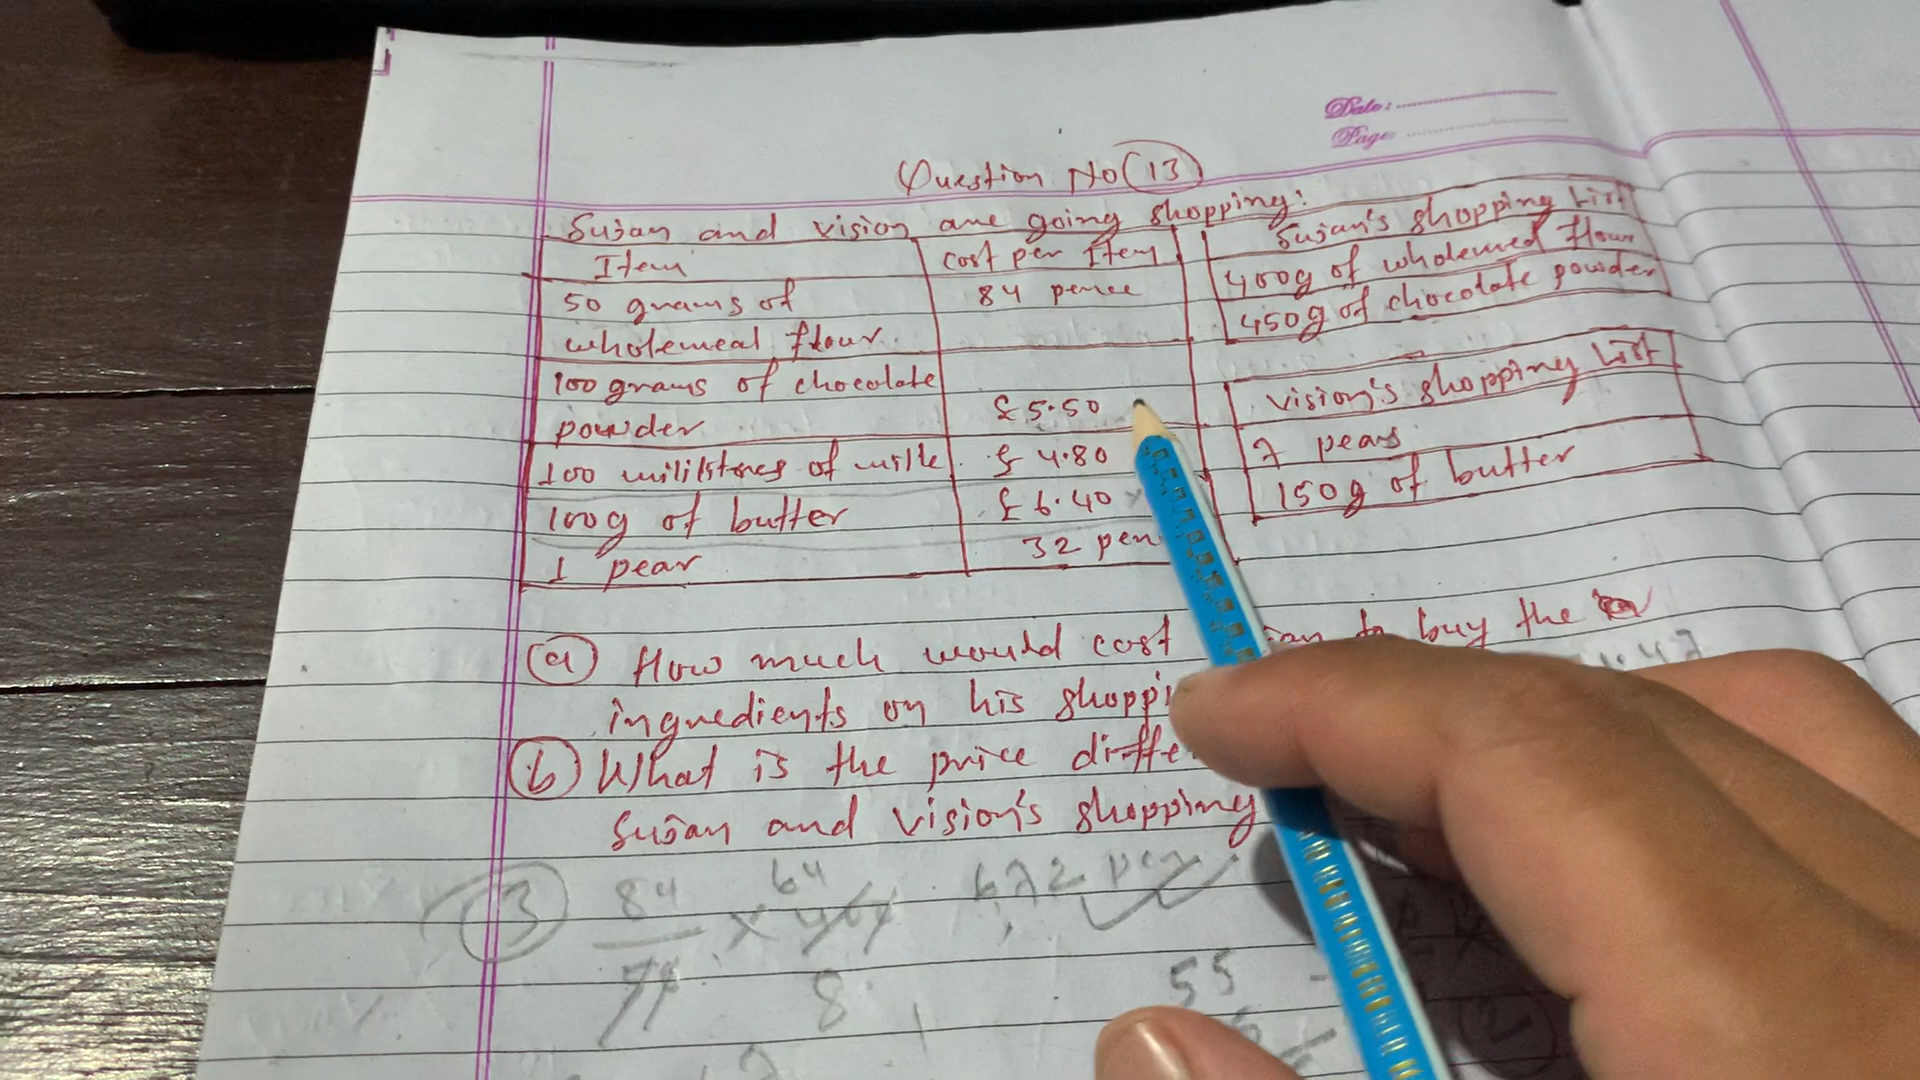 Date:
Page:
Question No 13
Sujan and vision are going shopping:
Item
cost per Item
50 grams of
wholemeal flour.
84 pence
100 grams of chocolate
powder
£ 5.50
100 mililitres of milk
£ 4.80
100g of butter
£ 6.40
1 pear
32 pen
Sujan's shopping List
400g of wholemed flour
450g of chocolate powder
vision's shopping List
7 pears
150g of butter
(a) How much would cost to buy the
ingredients on his shoppi
(b) What is the price diffe
Sujan and vision's shopping
3
84 × 64
672
8
55